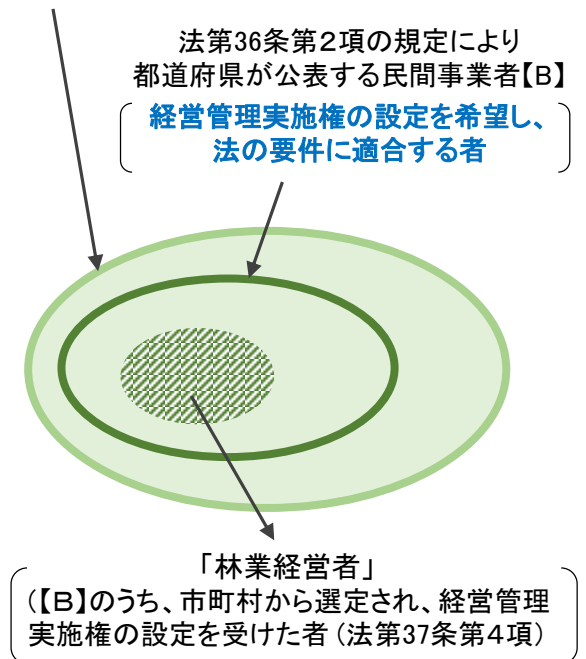 法第36条第２項の規定により
都道府県が公表する民間事業者【Ｂ】
経営管理実施権の設定を希望し、
法の要件に適合する者
「林業経営者」
(【Ｂ】のうち、市町村から選定され、経営管理
実施権の設定を受けた者 (法第37条第４項)